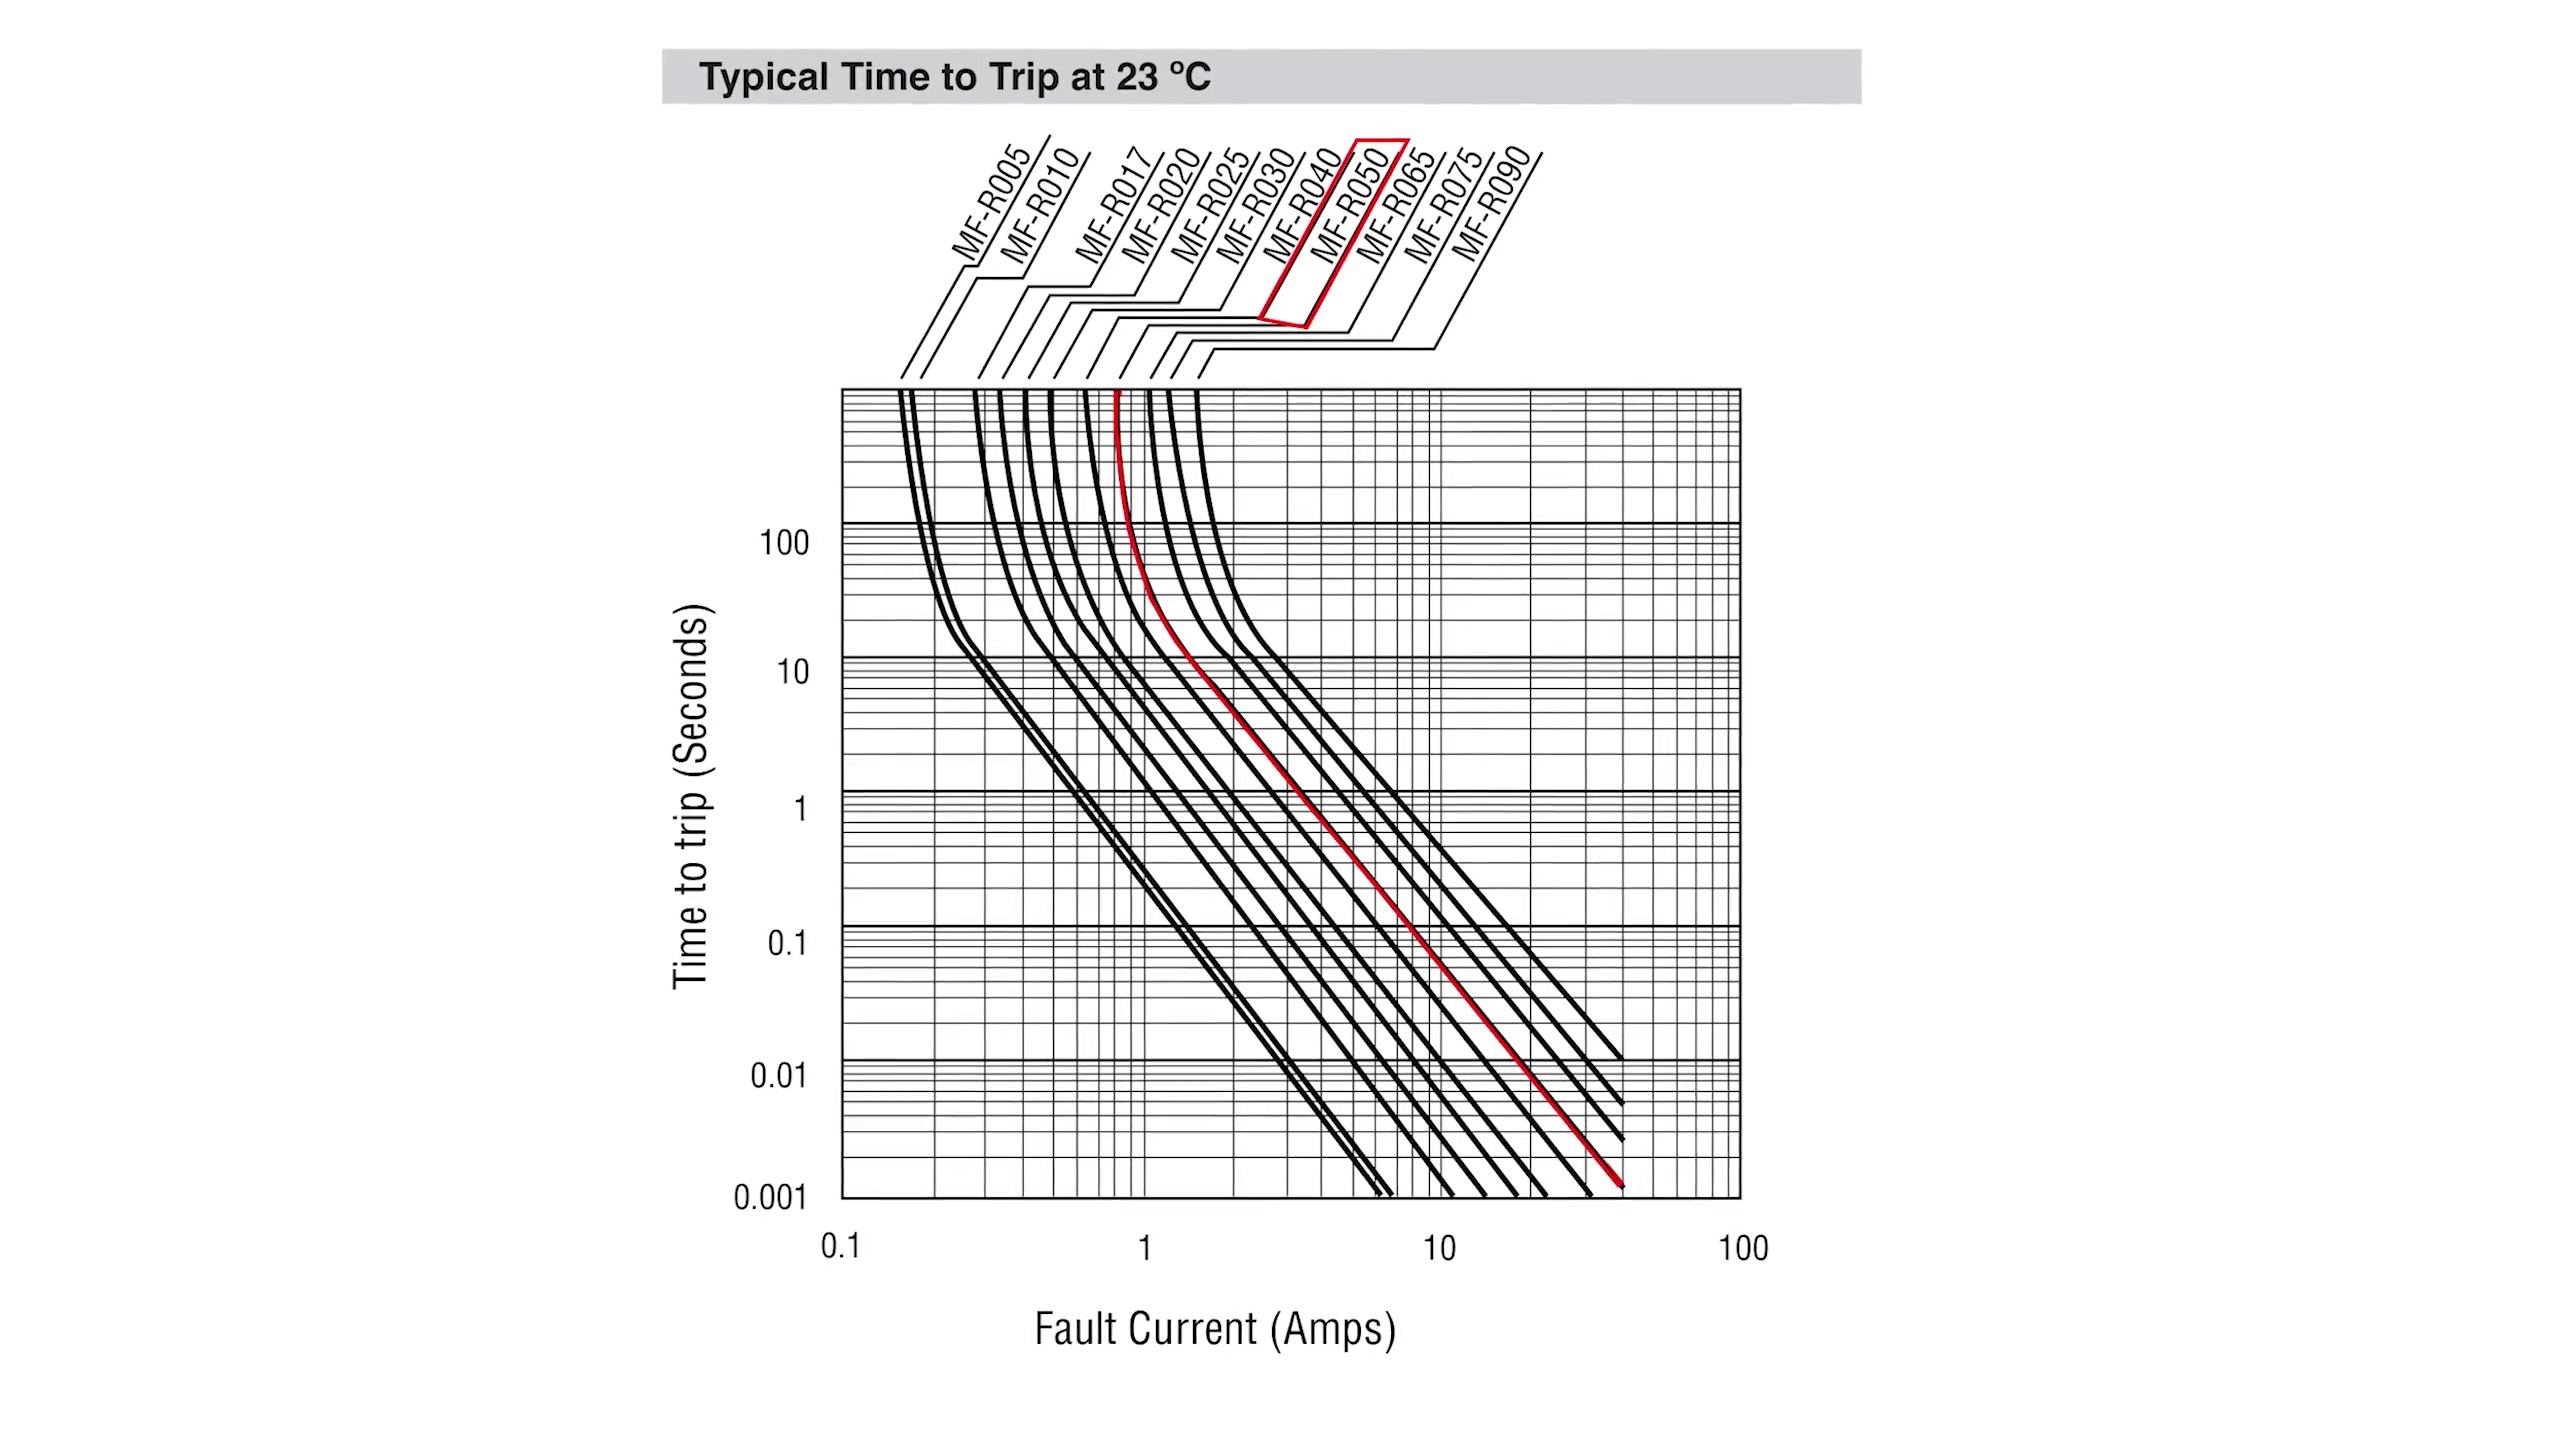 Typical Time to Trip at 23 ºC
MF-R005
MF-R010
MF-R017
MF-R020
MF-R025
MF-R030
MF-R040
MF-R050
MF-R065
MF-R075
MF-R090
Time to trip (Seconds)
100
10
1
0.1
0.01
0.001
0.1
1
10
100
Fault Current (Amps)